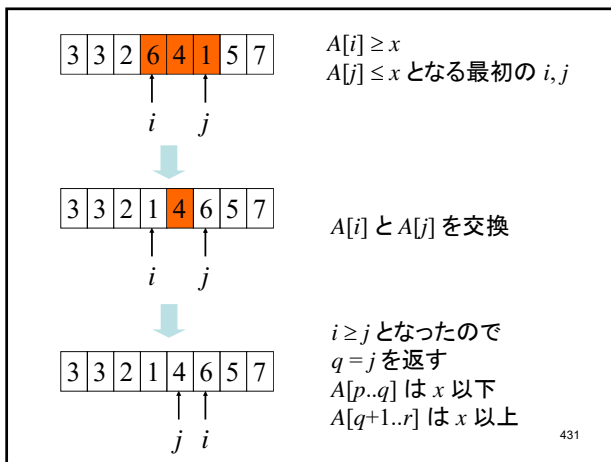 3 3 2 6 4 1 5 7
i j
A[i] ≥ x
A[j] ≤ x となる最初の i, j
3 3 2 1 4 6 5 7
i j
A[i] と A[j] を交換
3 3 2 1 4 6 5 7
j i
i ≥ j となったので
q = j を返す
A[p..q] は x 以下
A[q+1..r] は x 以上
431